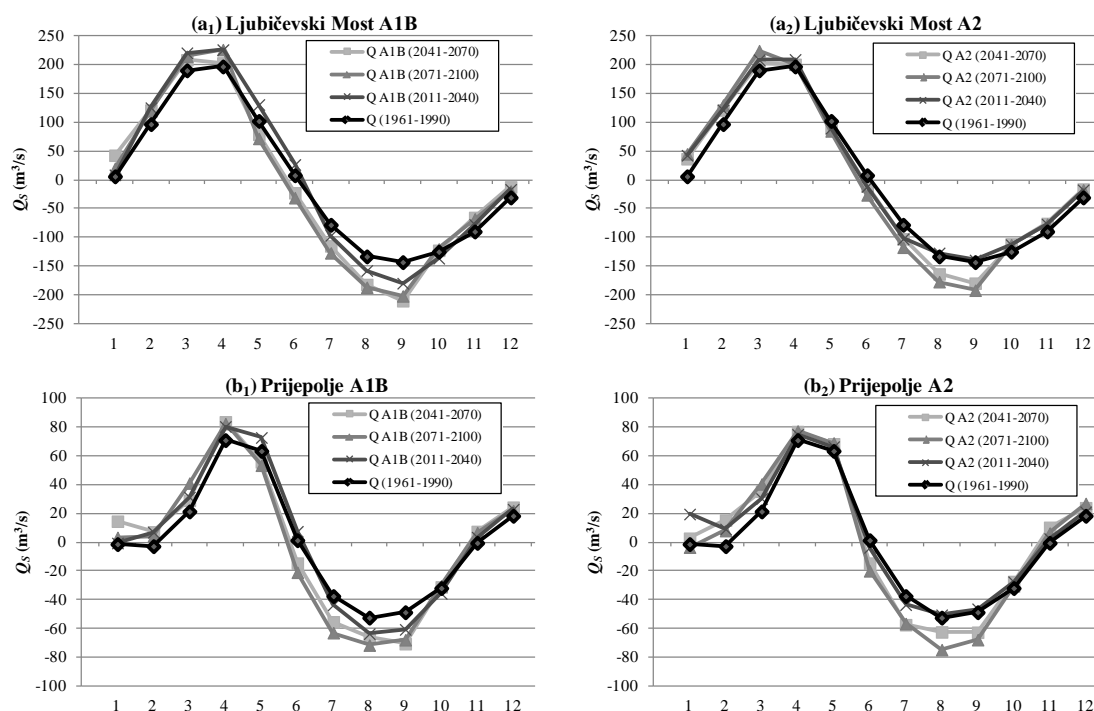 (a₁) Ljubičevski Most A1B
250
200
150
100
50
0
-50
-100
-150
-200
-250
Qs (m³/s)
Q A1B (2041-2070)
Q A1B (2071-2100)
Q A1B (2011-2040)
Q (1961-1990)
1 2 3 4 5 6 7 8 9 10 11 12
(a₂) Ljubičevski Most A2
250
200
150
100
50
0
-50
-100
-150
-200
-250
Qs (m³/s)
Q A2 (2041-2070)
Q A2 (2071-2100)
Q A2 (2011-2040)
Q (1961-1990)
1 2 3 4 5 6 7 8 9 10 11 12
(b₁) Prijepolje A1B
100
80
60
40
20
0
-20
-40
-60
-80
-100
Qs (m³/s)
Q A1B (2041-2070)
Q A1B (2071-2100)
Q A1B (2011-2040)
Q (1961-1990)
1 2 3 4 5 6 7 8 9 10 11 12
(b₂) Prijepolje A2
100
80
60
40
20
0
-20
-40
-60
-80
-100
Qs (m³/s)
Q A2 (2041-2070)
Q A2 (2071-2100)
Q A2 (2011-2040)
Q (1961-1990)
1 2 3 4 5 6 7 8 9 10 11 12